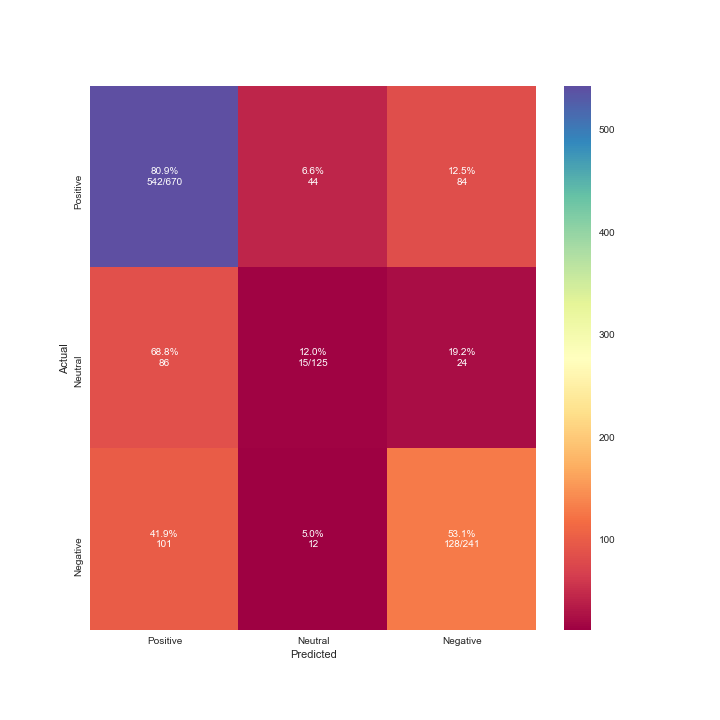 80.9%
542/670
6.6%
44
12.5%
84
500
400
300
200
100
Positive
68.8%
86
12.0%
15/125
19.2%
24
Actual
Neutral
41.9%
101
5.0%
12
53.1%
128/241
Negative
Positive
Neutral
Negative
Predicted